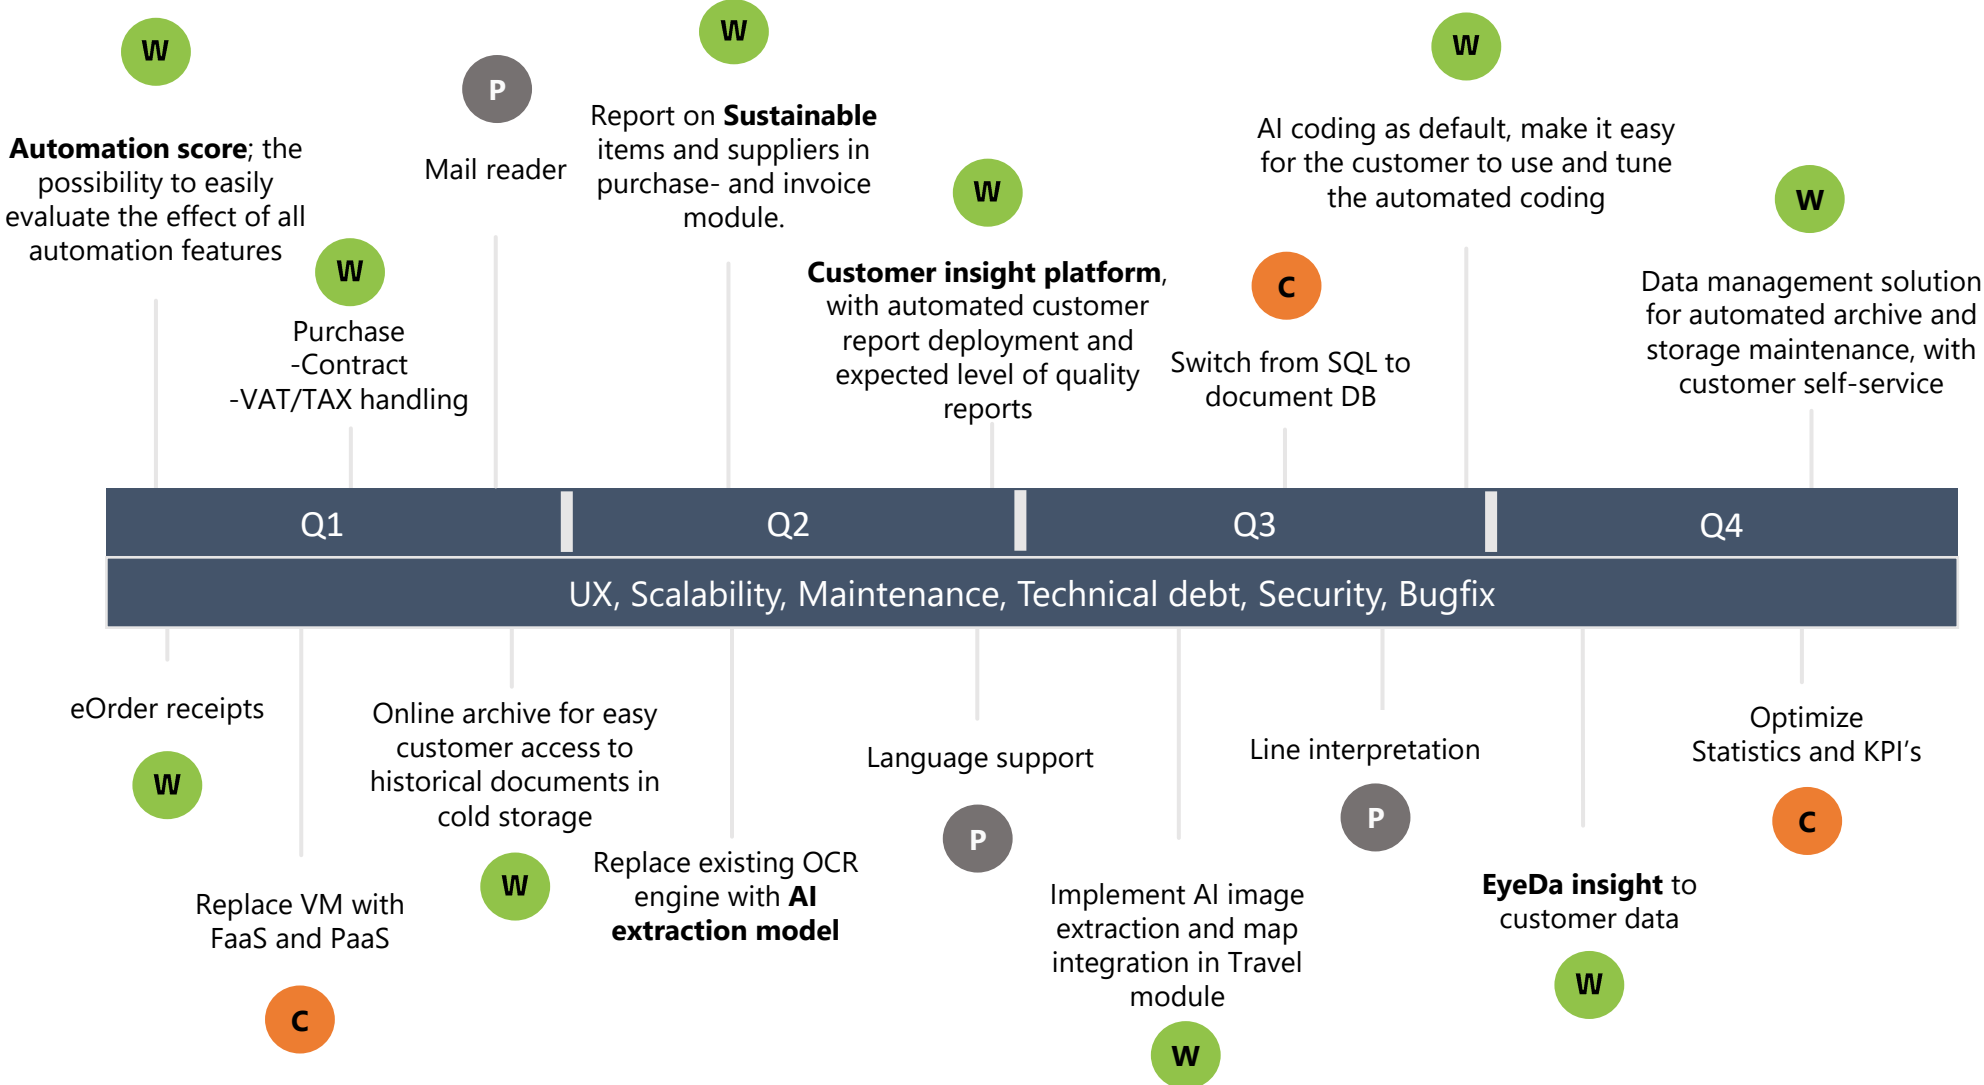 W
Automation score; the
possibility to easily
evaluate the effect of all
automation features
W
Purchase
-Contract
-VAT/TAX handling
P
Mail reader
W
Report on Sustainable
items and suppliers in
purchase- and invoice
module.
W
Customer insight platform,
with automated customer
report deployment and
expected level of quality
reports
C
Switch from SQL to
document DB
W
AI coding as default, make it easy
for the customer to use and tune
the automated coding
W
Data management solution
for automated archive and
storage maintenance, with
customer self-service
Q1
Q2
Q3
Q4
UX, Scalability, Maintenance, Technical debt, Security, Bugfix
eOrder receipts
W
Replace VM with
FaaS and PaaS
C
Online archive for easy
customer access to
historical documents in
cold storage
W
Replace existing OCR
engine with AI
extraction model
Language support
P
Implement AI image
extraction and map
integration in Travel
module
W
Line interpretation
P
EyeDa insight to
customer data
W
Optimize
Statistics and KPI's
C